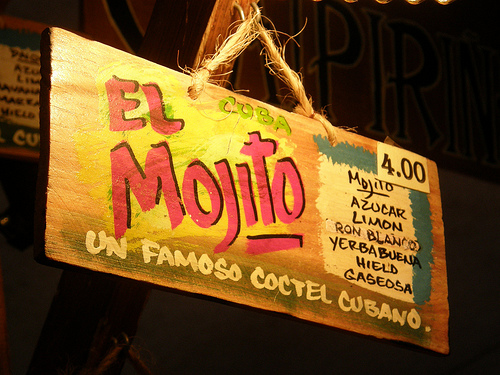 EL
CUBA
Mojito
UN FAMOSO COCTEL CUBANO.
4.00
Mojito
AZUCAR
LIMON
RON BLANCO
YERBABUENA
HIELO
GASEOSA